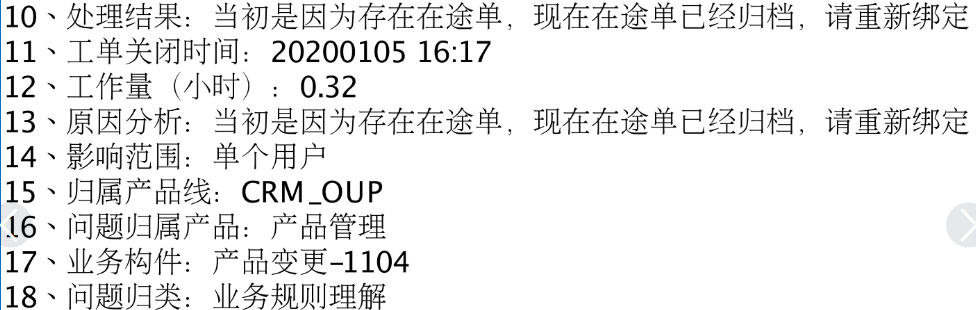 10、处理结果：当初是因为存在在途单，现在在途单已经归档，请重新绑定
11、工单关闭时间：20200105 16:17
12、工作量（小时）：0.32
13、原因分析：当初是因为存在在途单，现在在途单已经归档，请重新绑定
14、影响范围：单个用户
15、归属产品线：CRM_OUP
16、问题归属产品：产品管理
17、业务构件：产品变更-1104
18、问题归类：业务规则理解